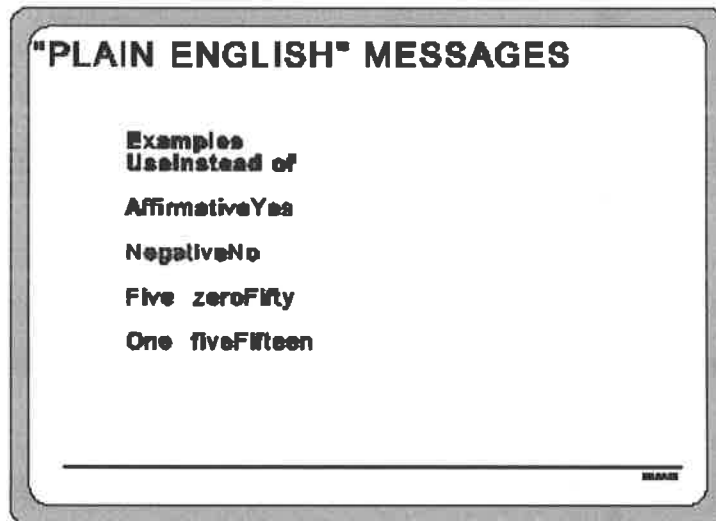 "PLAIN ENGLISH" MESSAGES
Examples
UseInstead of
AffirmativeYes
NegativeNo
Five zeroFifty
One fiveFifteen